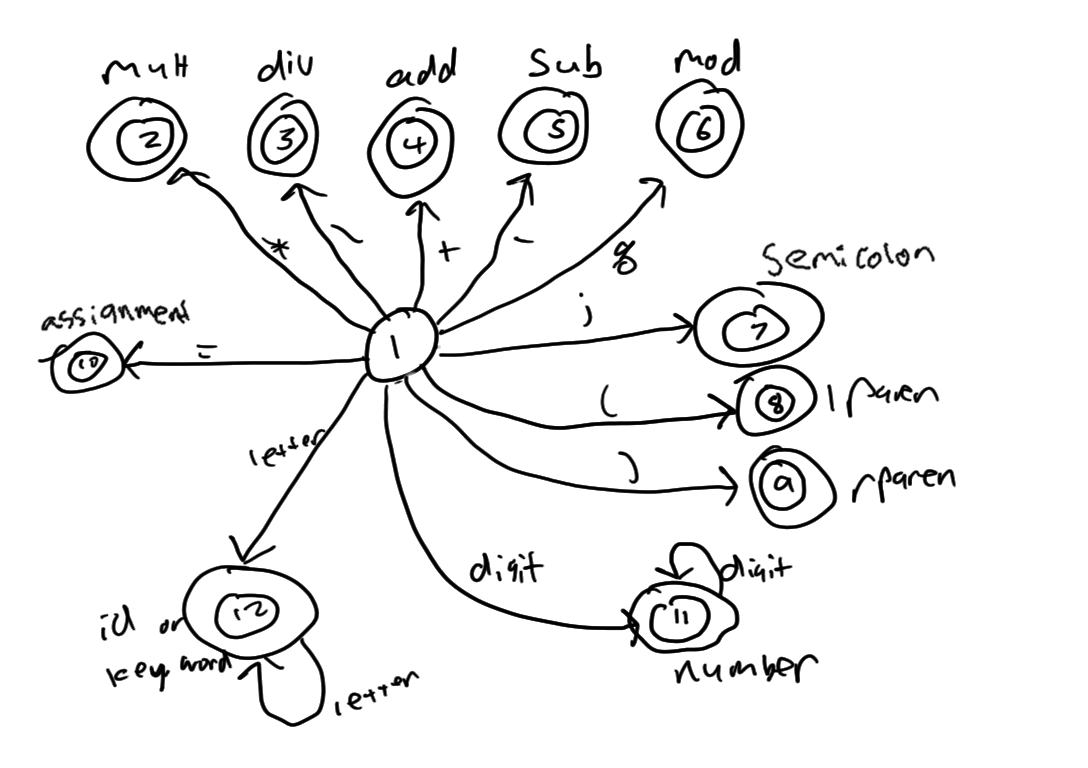 mult div add Sub mod
2 3 4 5 6
* \ + - %
Semicolon
;
7
assignment
=
10
1
(
8
lparen
)
9
rparen
letter
digit
digit
11
number
12
id or
keyword
letter